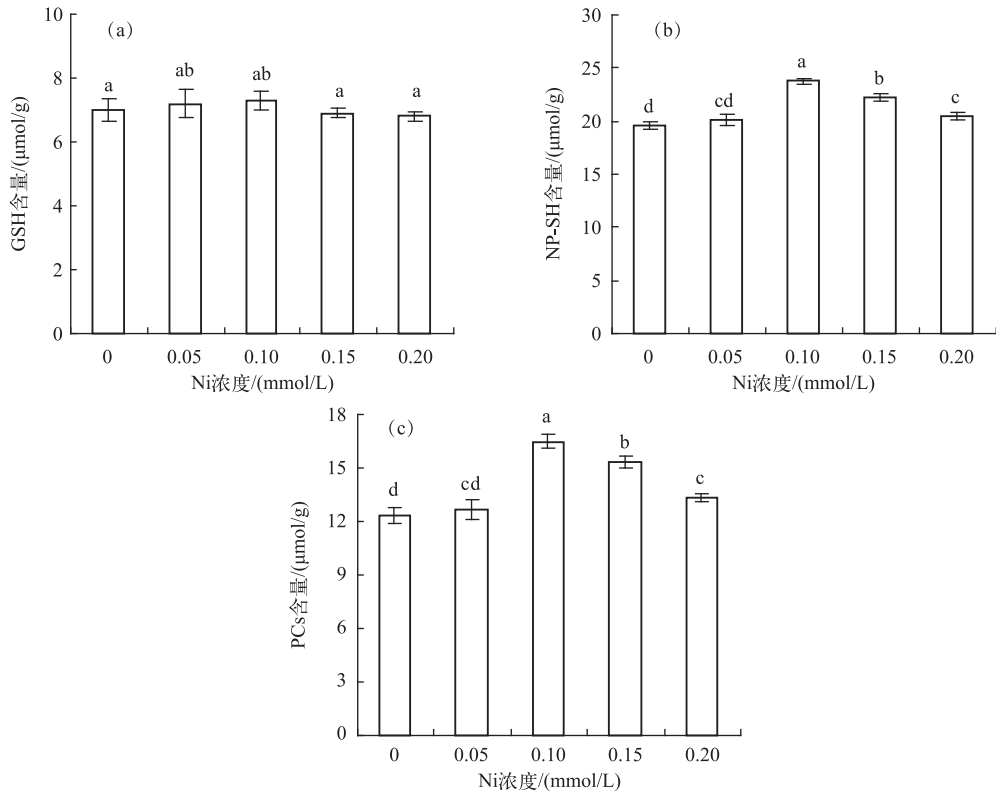 (a)
10
8
6
4
2
0
GSH含量/(μmol/g)
a ab ab a a
0 0.05 0.10 0.15 0.20
Ni浓度/(mmol/L)
(b)
30
25
20
15
10
5
0
NP-SH含量/(μmol/g)
d cd a b c
0 0.05 0.10 0.15 0.20
Ni浓度/(mmol/L)
(c)
18
15
12
9
6
3
0
PCs含量/(μmol/g)
d cd a b c
0 0.05 0.10 0.15 0.20
Ni浓度/(mmol/L)